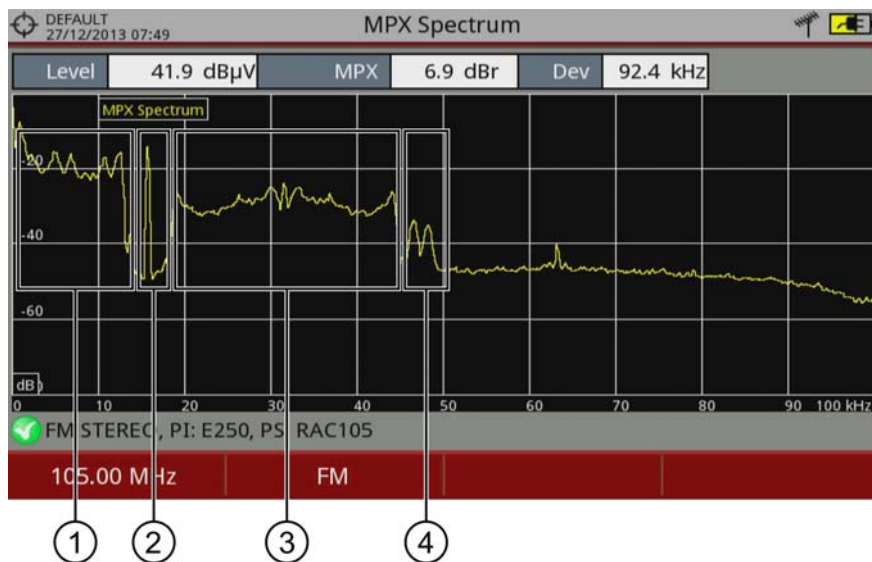 DEFAULT
27/12/2013 07:49
MPX Spectrum
Level 41.9 dBμV MPX 6.9 dBr Dev 92.4 kHz
MPX Spectrum
-20
-40
-60
dB
0 10 20 30 40 50 60 70 80 90 100 kHz
FM STEREO, PI: E250, PS: RAC105
105.00 MHz FM
1 2 3 4